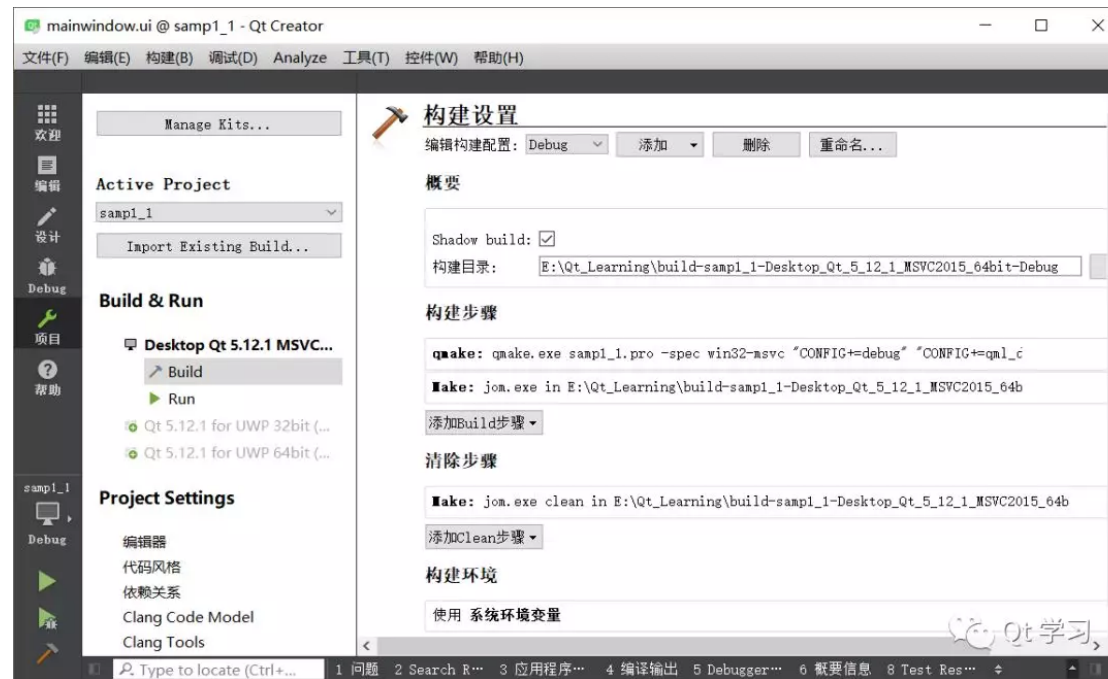 mainwindow.ui @ samp1_1 - Qt Creator
文件(F) 编辑(E) 构建(B) 调试(D) Analyze 工具(T) 控件(W) 帮助(H)
欢迎
编辑
设计
Debug
项目
帮助
samp1_1
Debug
Manage Kits...
Active Project
samp1_1
Import Existing Build...
Build & Run
Desktop Qt 5.12.1 MSVC...
Build
Run
Qt 5.12.1 for UWP 32bit (...
Qt 5.12.1 for UWP 64bit (...
Project Settings
编辑器
代码风格
依赖关系
Clang Code Model
Clang Tools
构建设置
编辑构建配置: Debug 添加 删除 重命名...
概要
Shadow build:
构建目录: E:\Qt_Learning\build-samp1_1-Desktop_Qt_5_12_1_MSVC2015_64bit-Debug
构建步骤
qmake: qmake.exe samp1_1.pro -spec win32-msvc "CONFIG+=debug" "CONFIG+=qml_d
Make: jom.exe in E:\Qt_Learning\build-samp1_1-Desktop_Qt_5_12_1_MSVC2015_64b
添加Build步骤
清除步骤
Make: jom.exe clean in E:\Qt_Learning\build-samp1_1-Desktop_Qt_5_12_1_MSVC2015_64b
添加Clean步骤
构建环境
使用 系统环境变量
Qt学习
Type to locate (Ctrl+... 1 问题 2 Search R… 3 应用程序… 4 编译输出 5 Debugger… 6 概要信息 8 Test Res…